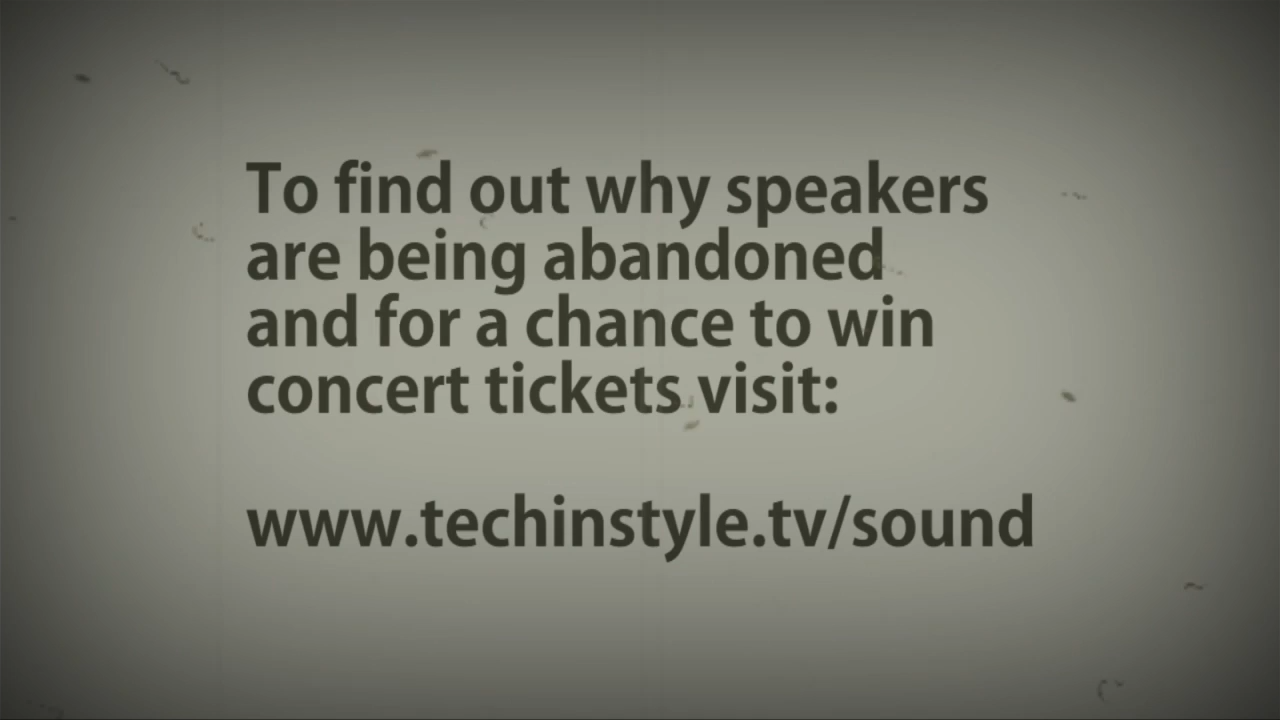 To find out why speakers
are being abandoned
and for a chance to win
concert tickets visit:
www.techinstyle.tv/sound